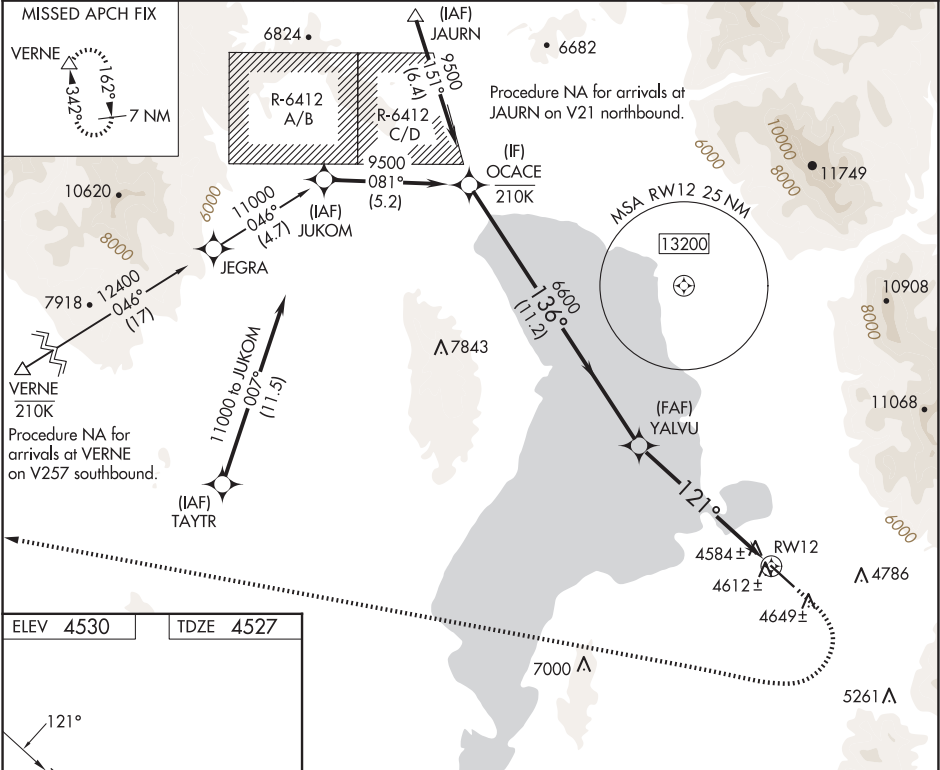 MISSED APCH FIX
VERNE
162°
342°
7 NM
6824
(IAF)
JAURN
9500
151°
(6.4)
6682
Procedure NA for arrivals at
JAURN on V21 northbound.
R-6412
A/B
R-6412
C/D
(IF)
OCACE
210K
9500
081°
(5.2)
6000
10000
8000
11749
10620
6000
8000
11000
046°
(4.7)
(IAF)
JUKOM
JEGRA
MSA RW12 25 NM
13200
7918
12400
046°
(17)
10908
8000
6600
136°
(11.2)
7843
VERNE
210K
Procedure NA for
arrivals at VERNE
on V257 southbound.
11000 to JUKOM
007°
(11.5)
11068
(FAF)
YALVU
(IAF)
TAYTR
121°
6000
4584±
RW12
4612±
4786
4649±
ELEV 4530
TDZE 4527
7000
5261
121°